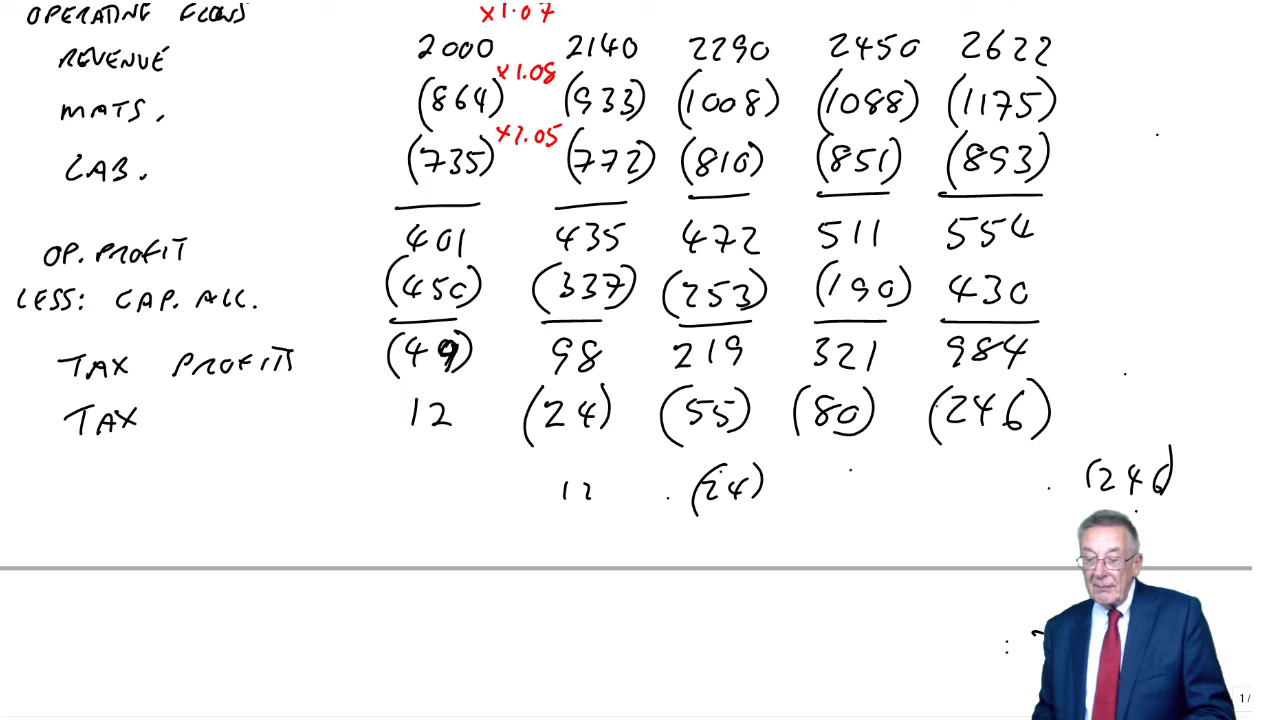 OPERATING FLOWS ×1.07
REVENUE 2000 2140 2290 2450 2622
×1.08
MATS. (864) (933) (1008) (1088) (1175)
×1.05
LAB. (735) (772) (810) (851) (893)
OP. PROFIT 401 435 472 511 554
LESS: CAP. ALL. (450) (337) (253) (190) 430
TAX PROFITS (49) 98 219 321 984
TAX 12 (24) (55) (80) (246)
12 (24) (246)
1/